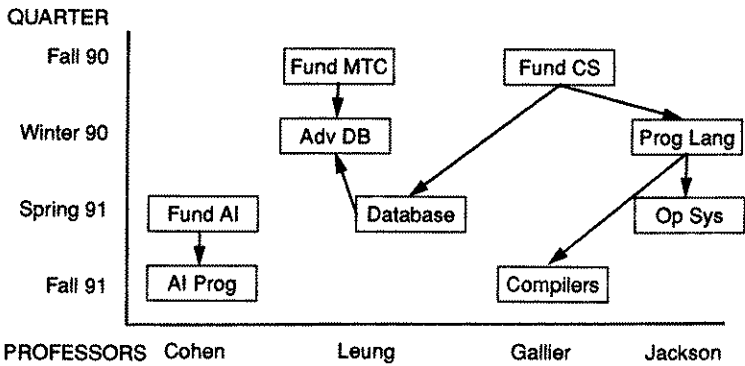 QUARTER
Fall 90
Fund MTC
Fund CS
Winter 90
Adv DB
Prog Lang
Spring 91
Fund AI
Database
Op Sys
Fall 91
AI Prog
Compilers
PROFESSORS Cohen Leung Gallier Jackson